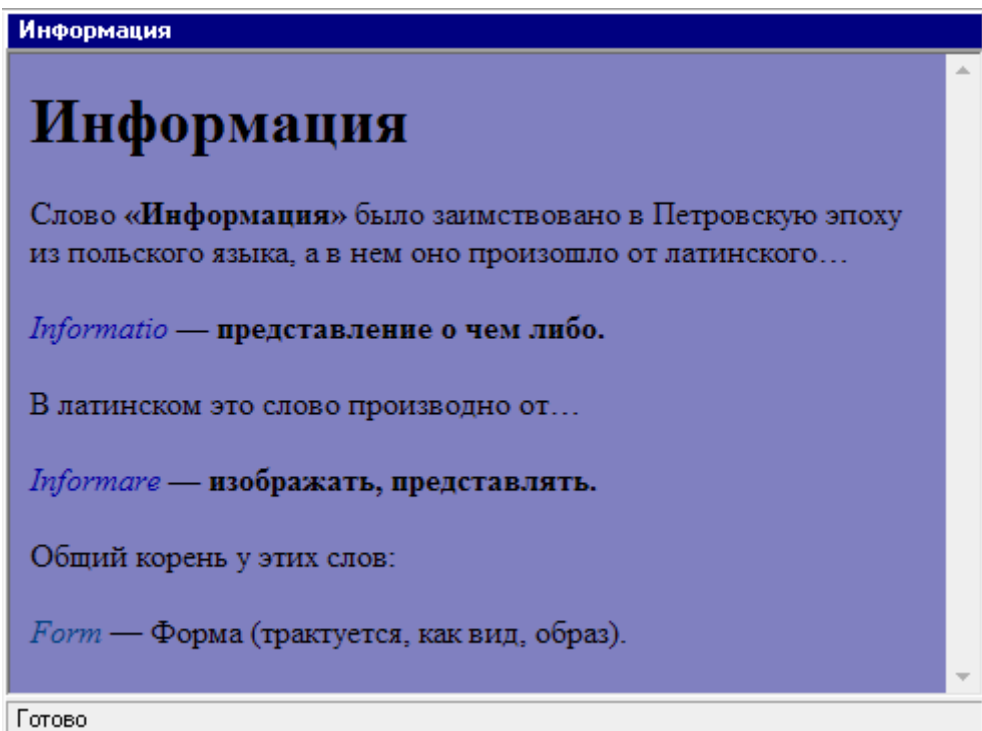 Информация
Информация
Слово «Информация» было заимствовано в Петровскую эпоху
из польского языка, а в нем оно произошло от латинского…
Informatio — представление о чем либо.
В латинском это слово производно от…
Informare — изображать, представлять.
Общий корень у этих слов:
Form — Форма (трактуется, как вид, образ).
Готово